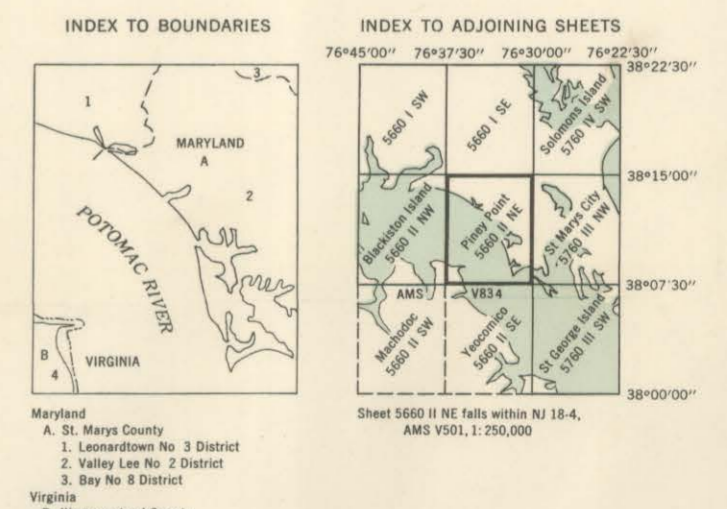 INDEX TO BOUNDARIES
1
3
MARYLAND
A
2
POTOMAC RIVER
B
4
VIRGINIA
Maryland
A. St. Marys County
1. Leonardtown No 3 District
2. Valley Lee No 2 District
3. Bay No 8 District
Virginia
INDEX TO ADJOINING SHEETS
76°45'00" 76°37'30" 76°30'00" 76°22'30"
38°22'30"
5660 I SW
5660 I SE
Solomons Island
5760 IV SW
38°15'00"
Blackiston Island
5660 II NW
Piney Point
5660 II NE
St Marys City
5760 III NW
38°07'30"
AMS V834
Machodoc
5660 II SW
Yeocomico
5660 II SE
St George Island
5760 III SW
38°00'00"
Sheet 5660 II NE falls within NJ 18-4,
AMS V501, 1: 250,000